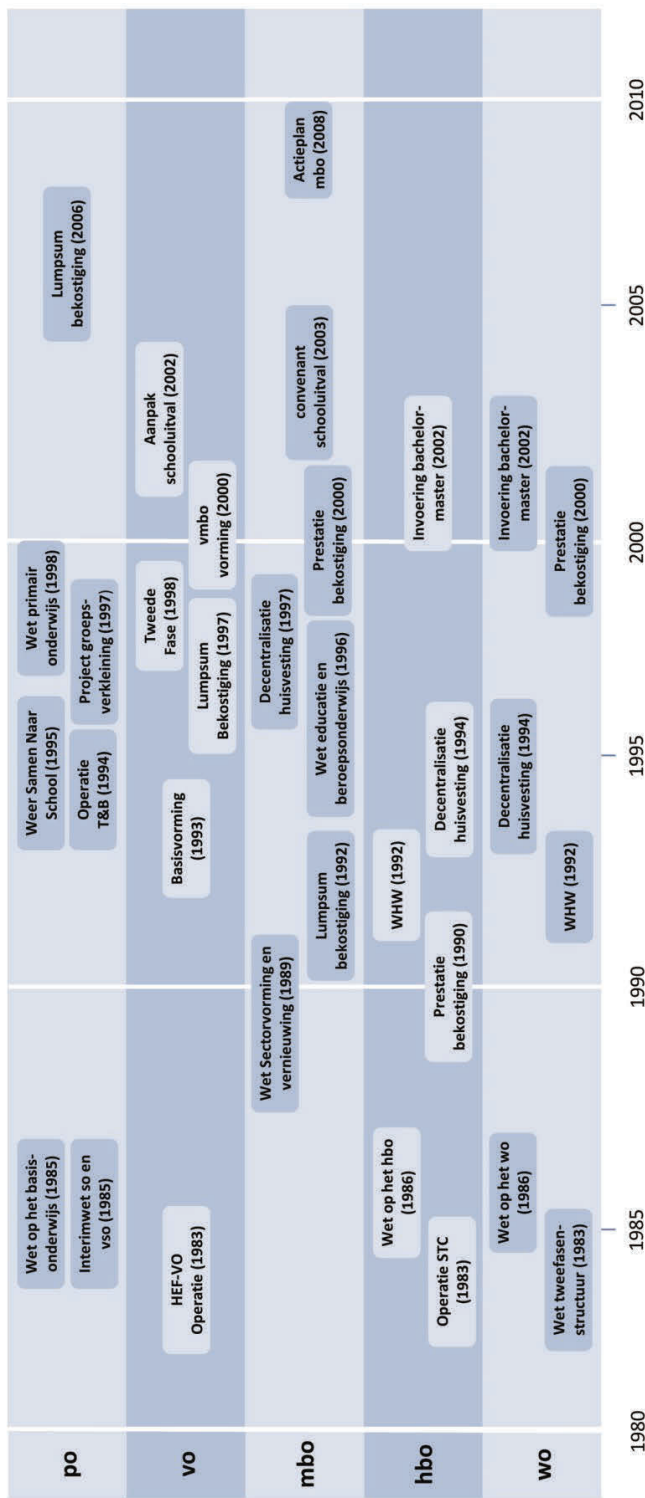 po
Wet op het basis-
onderwijs (1985)
Interimwet so en
vso (1985)
Weer Samen Naar
School (1995)
Operatie
T&B (1994)
Wet primair
onderwijs (1998)
Project groeps-
verkleining (1997)
Lumpsum
bekostiging (2006)
vo
HEF-VO
Operatie (1983)
Basisvorming
(1993)
Tweede
Fase (1998)
Lumpsum
Bekostiging (1997)
vmbo
vorming (2000)
Aanpak
schooluitval (2002)
mbo
Wet Sectorvorming en
vernieuwing (1989)
Lumpsum
bekostiging (1992)
Wet educatie en
beroepsonderwijs (1996)
Decentralisatie
huisvesting (1997)
Prestatie
bekostiging (2000)
convenant
schooluitval (2003)
Actieplan
mbo (2008)
hbo
Wet op het hbo
(1986)
Operatie STC
(1983)
Prestatie
bekostiging (1990)
WHW (1992)
Decentralisatie
huisvesting (1994)
Invoering bachelor-
master (2002)
wo
Wet op het wo
(1986)
Wet tweefasen-
structuur (1983)
WHW (1992)
Decentralisatie
huisvesting (1994)
Invoering bachelor-
master (2002)
Prestatie
bekostiging (2000)
1980
1985
1990
1995
2000
2005
2010